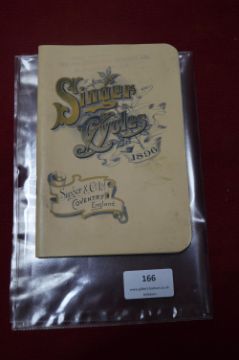 Singer
Cycles
1896
Singer & Co Ltd
COVENTRY
England
166